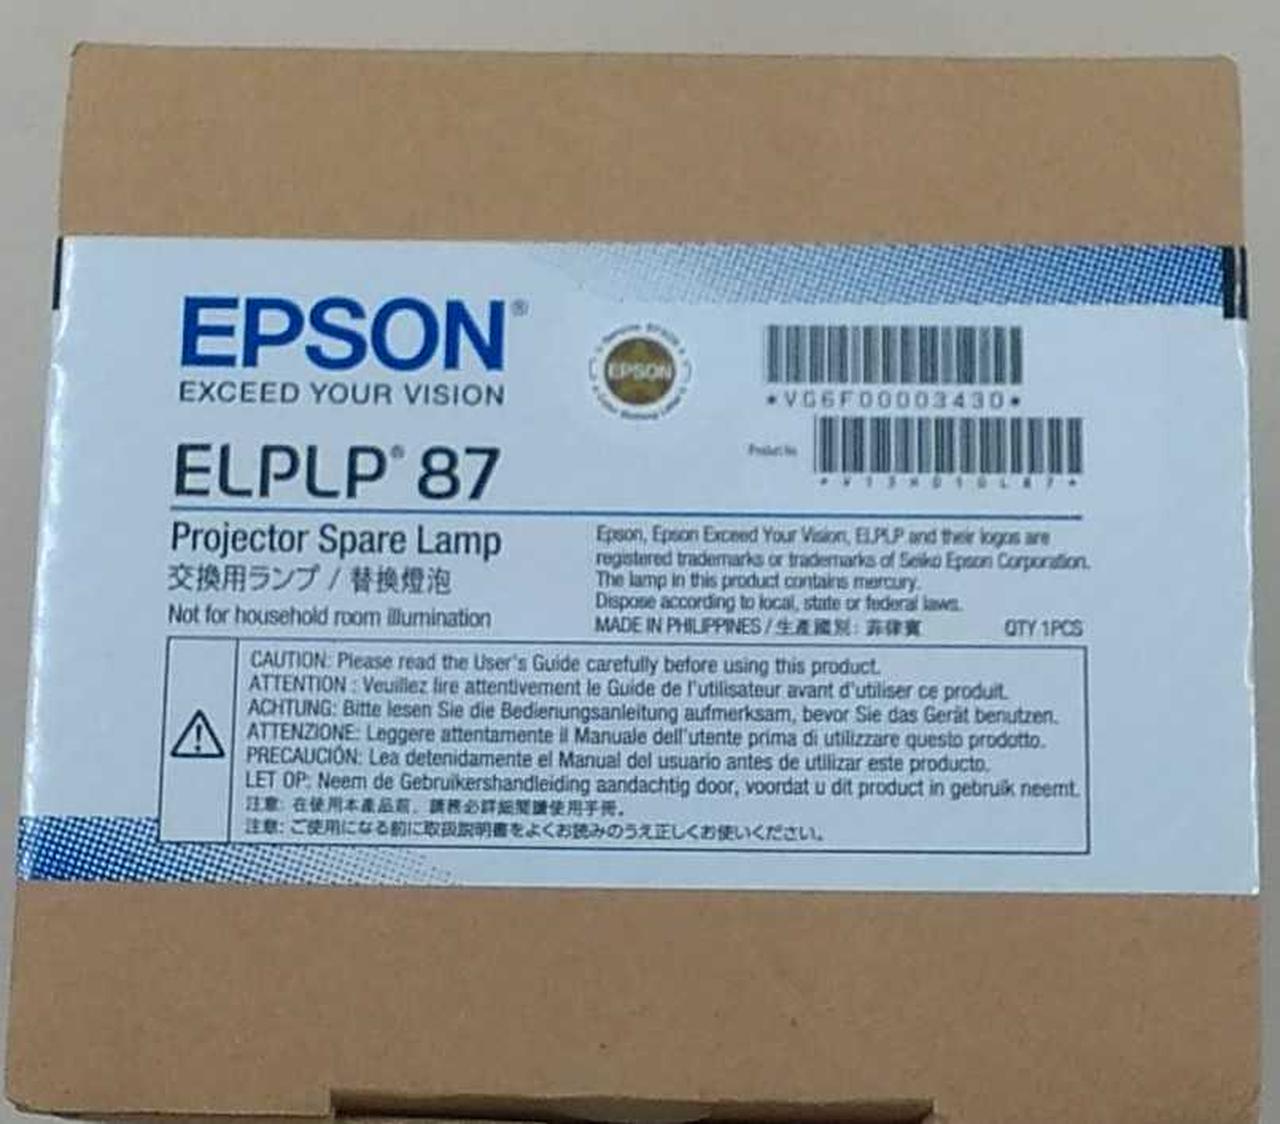 EPSON®
EXCEED YOUR VISION
EPSON
*VG6F00003430*
ELPLP® 87
Product No.
*V13H010L87*
Projector Spare Lamp
交換用ランプ / 替換燈泡
Not for household room illumination
Epson, Epson Exceed Your Vision, ELPLP and their logos are
registered trademarks or trademarks of Seiko Epson Corporation.
The lamp in this product contains mercury.
Dispose according to local, state or federal laws.
MADE IN PHILIPPINES / 生產國別: 菲律賓 QTY 1PCS
CAUTION: Please read the User's Guide carefully before using this product.
ATTENTION : Veuillez lire attentivement le Guide de l'utilisateur avant d'utiliser ce produit.
ACHTUNG: Bitte lesen Sie die Bedienungsanleitung aufmerksam, bevor Sie das Gerät benutzen.
ATTENZIONE: Leggere attentamente il Manuale dell'utente prima di utilizzare questo prodotto.
PRECAUCIÓN: Lea detenidamente el Manual del usuario antes de utilizar este producto.
LET OP: Neem de Gebruikershandleiding aandachtig door, voordat u dit product in gebruik neemt.
注意: 在使用本產品前，請務必詳細閱讀使用手冊。
注意: ご使用になる前に取扱説明書をよくお読みのうえ正しくお使いください。